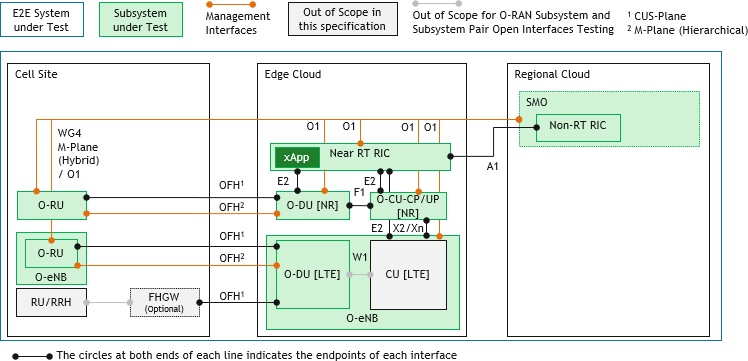 E2E System
under Test
Subsystem
under Test
Management
Interfaces
Out of Scope in
this specification
Out of Scope for O-RAN Subsystem and
Subsystem Pair Open Interfaces Testing
¹ CUS-Plane
² M-Plane (Hierarchical)
Cell Site
Edge Cloud
Regional Cloud
SMO
Non-RT RIC
WG4
M-Plane
(Hybrid)
/ O1
O1
O1
O1
O1
xApp
Near RT RIC
A1
E2
E2
F1
OFH¹
O-RU
OFH²
O-DU [NR]
O-CU-CP/UP
[NR]
E2
X2/Xn
OFH¹
O-RU
OFH²
O-eNB
O-DU [LTE]
W1
CU [LTE]
RU/RRH
FHGW
(Optional)
OFH¹
O-eNB
The circles at both ends of each line indicates the endpoints of each interface